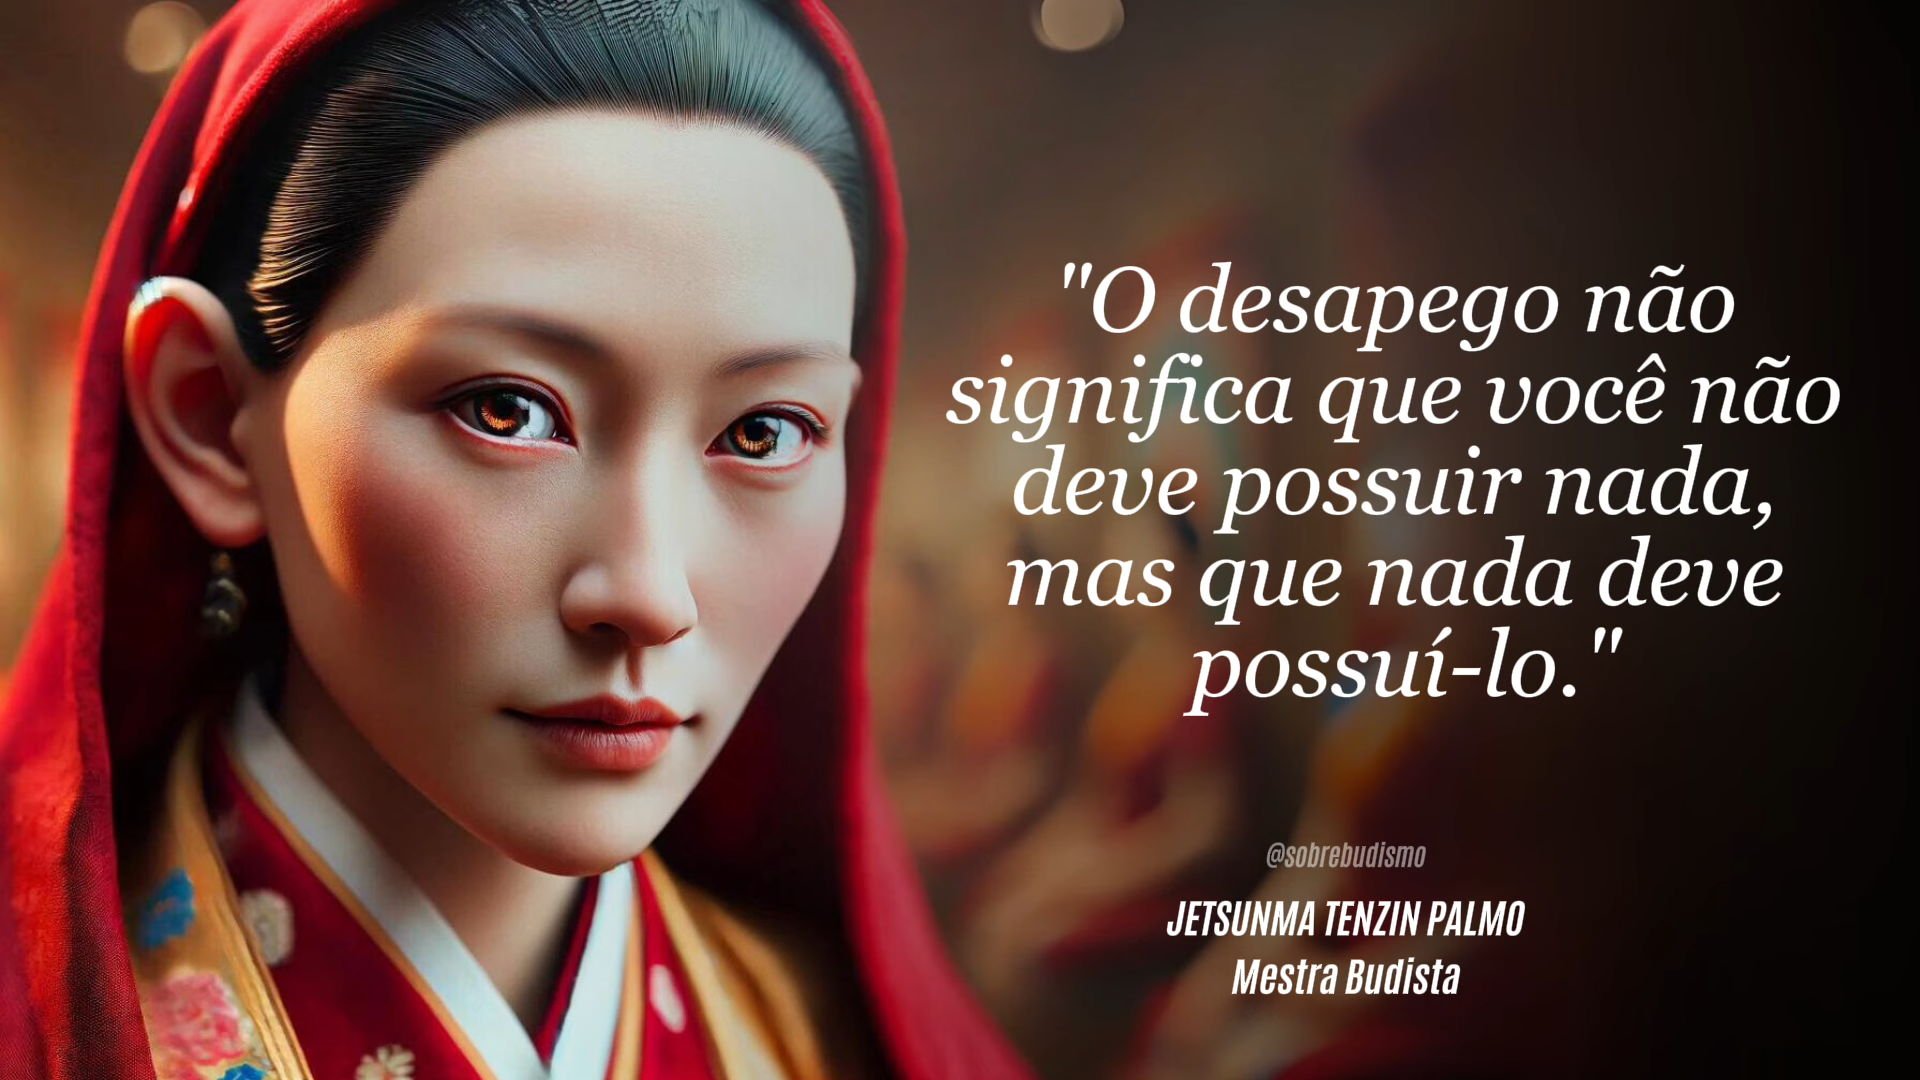 "O desapego não
significa que você não
deve possuir nada,
mas que nada deve
possuí-lo."
@sobrebudismo
JETSUNMA TENZIN PALMO
Mestra Budista